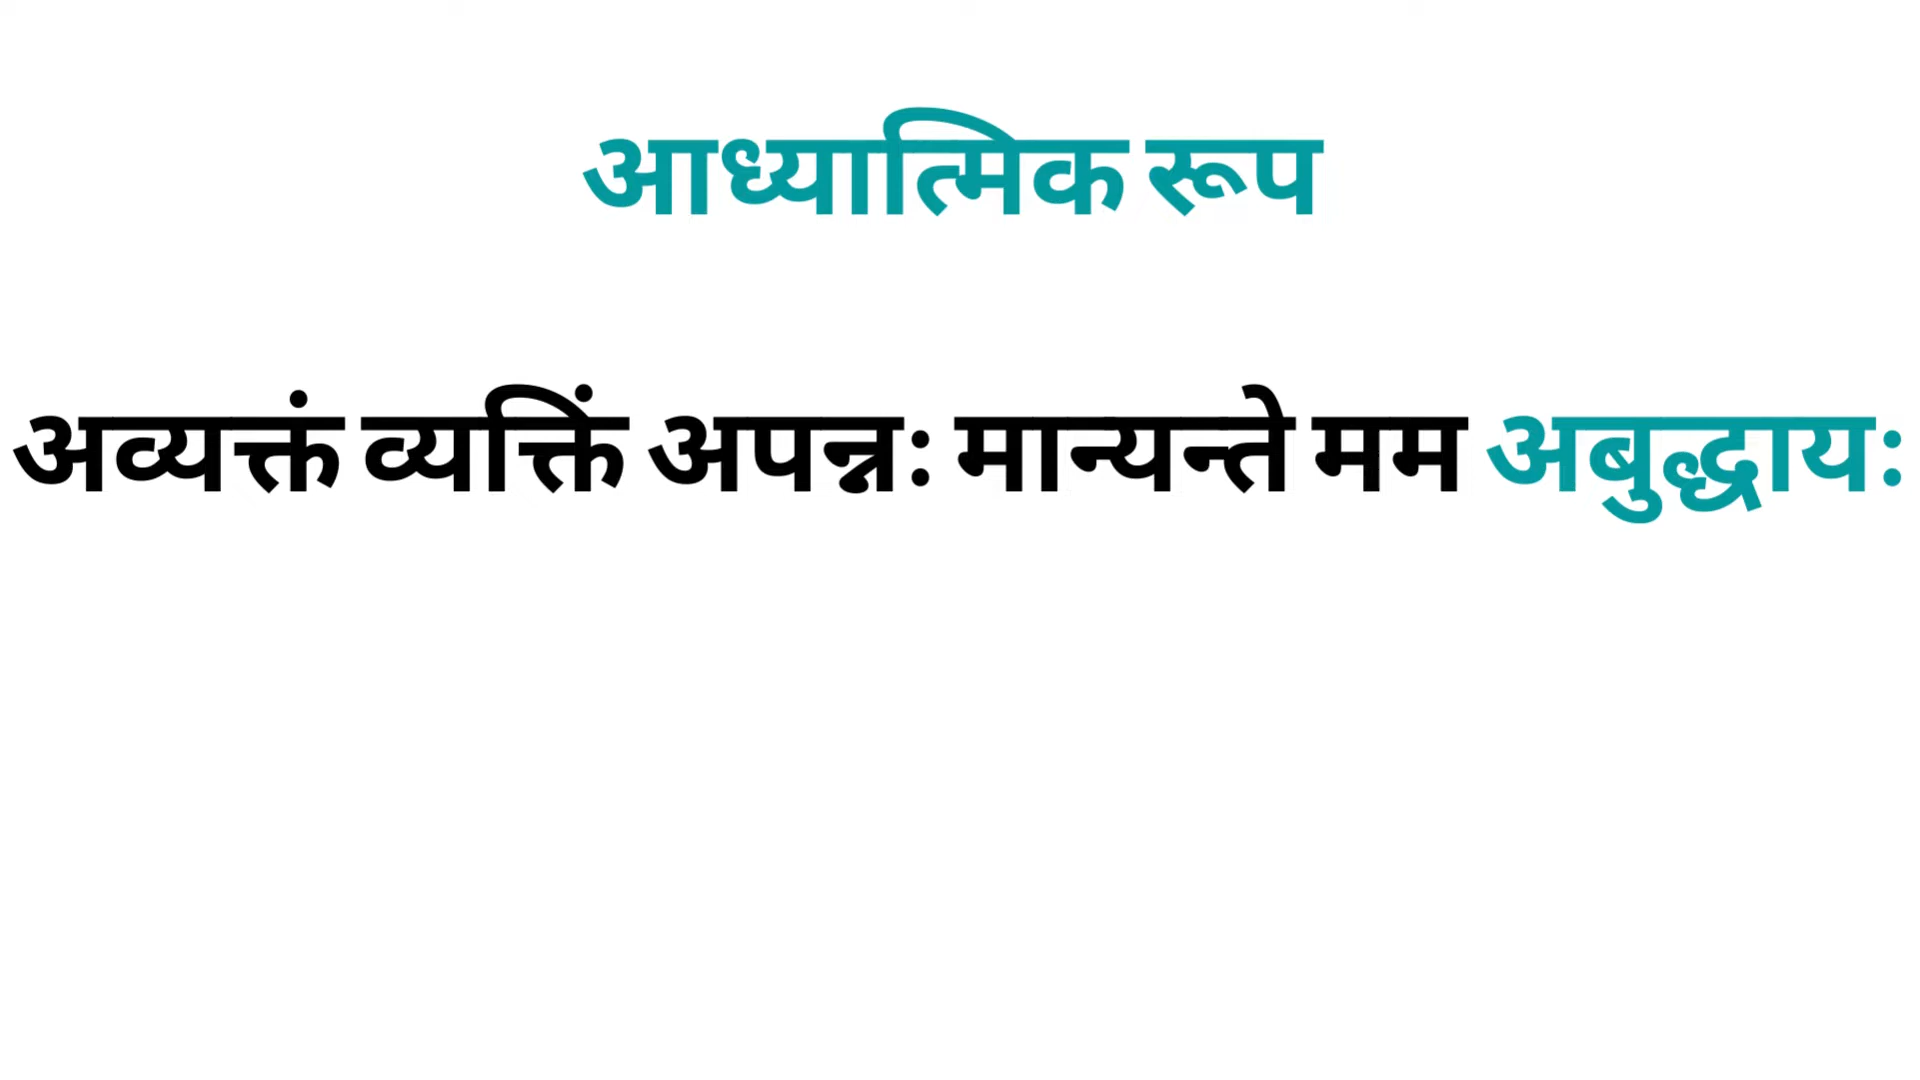 आध्यात्मिक रूप
अव्यक्तं व्यक्तिं अपन्नः मान्यन्ते मम अबुद्धायः